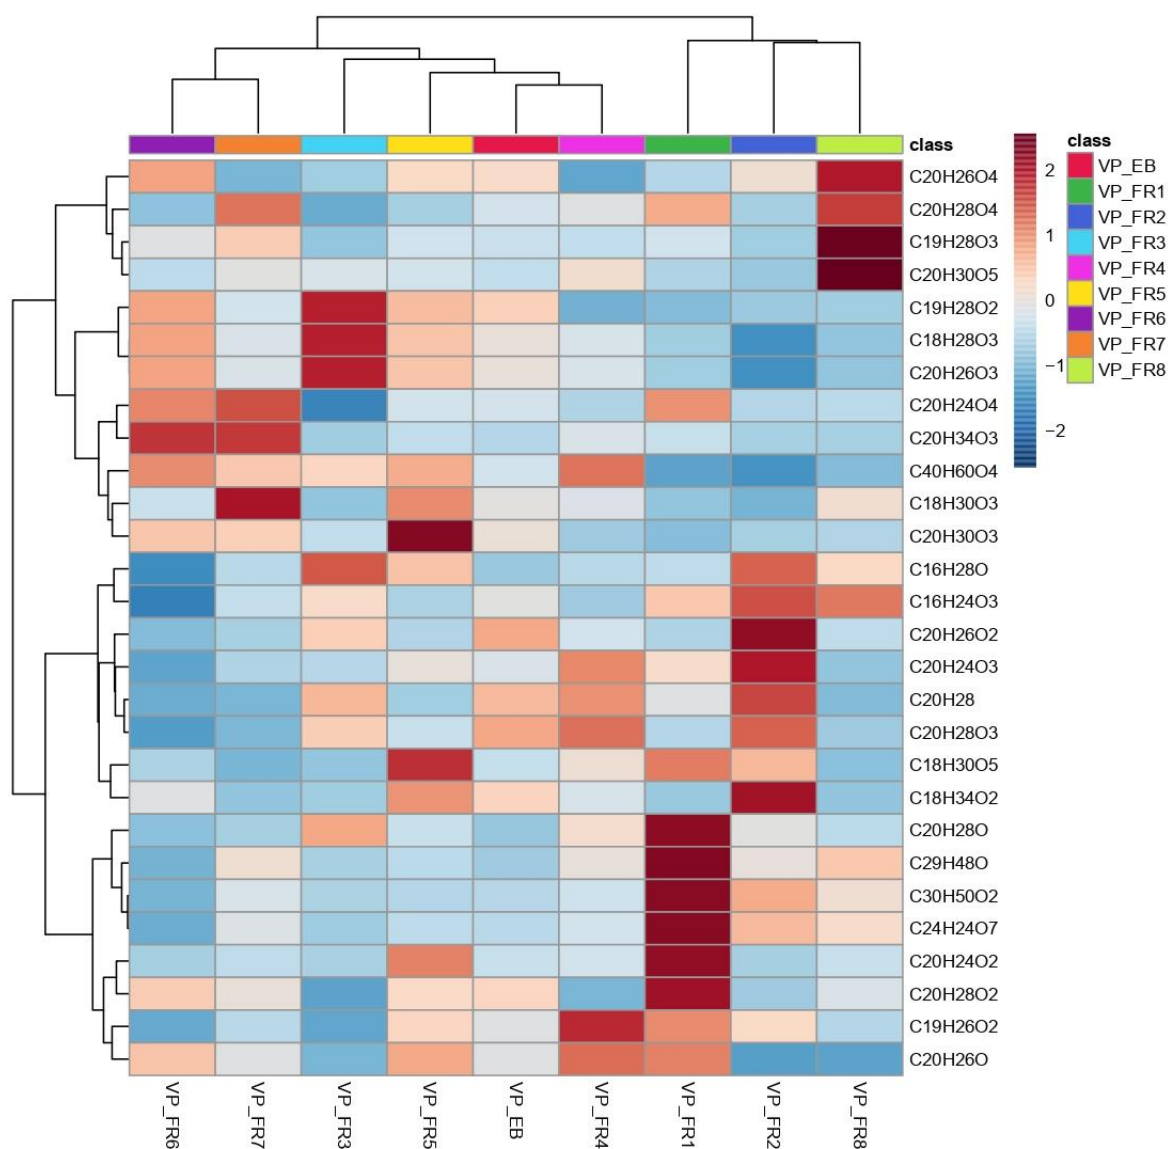 class
C20H26O4
C20H28O4
C19H28O3
C20H30O5
C19H28O2
C18H28O3
C20H26O3
C20H24O4
C20H34O3
C40H60O4
C18H30O3
C20H30O3
C16H28O
C16H24O3
C20H26O2
C20H24O3
C20H28
C20H28O3
C18H30O5
C18H34O2
C20H28O
C29H48O
C30H50O2
C24H24O7
C20H24O2
C20H28O2
C19H26O2
C20H26O
VP_FR6
VP_FR7
VP_FR3
VP_FR5
VP_EB
VP_FR4
VP_FR1
VP_FR2
VP_FR8
2
1
0
−1
−2
class
VP_EB
VP_FR1
VP_FR2
VP_FR3
VP_FR4
VP_FR5
VP_FR6
VP_FR7
VP_FR8